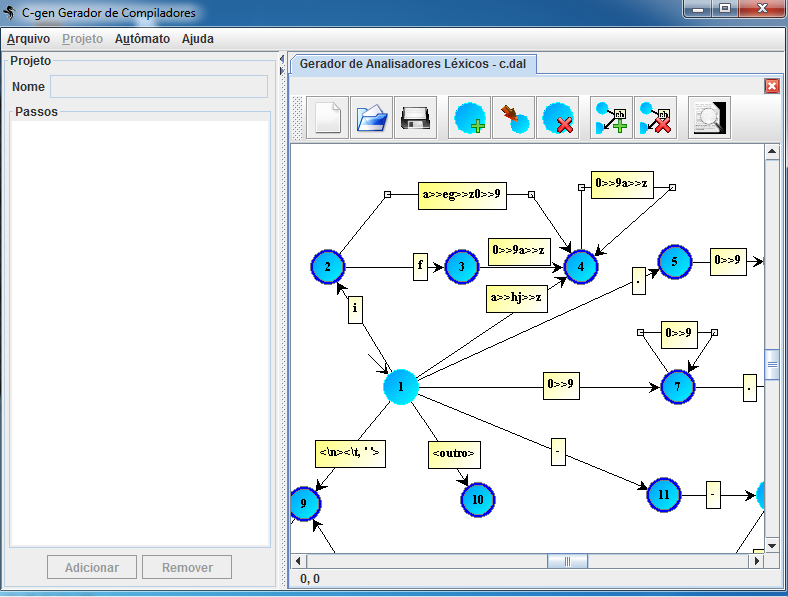 C-gen Gerador de Compiladores
Arquivo Projeto Autômato Ajuda
Projeto
Nome
Passos
Adicionar Remover
Gerador de Analisadores Léxicos - c.dal
ch ch
a>>eg>>z0>>9
0>>9a>>z
2
f
3
0>>9a>>z
4
.
5
0>>9
a>>hj>>z
i
0>>9
1
0>>9
7
.
<\n><\t, ' '>
<outro>
-
9
10
11
-
0, 0